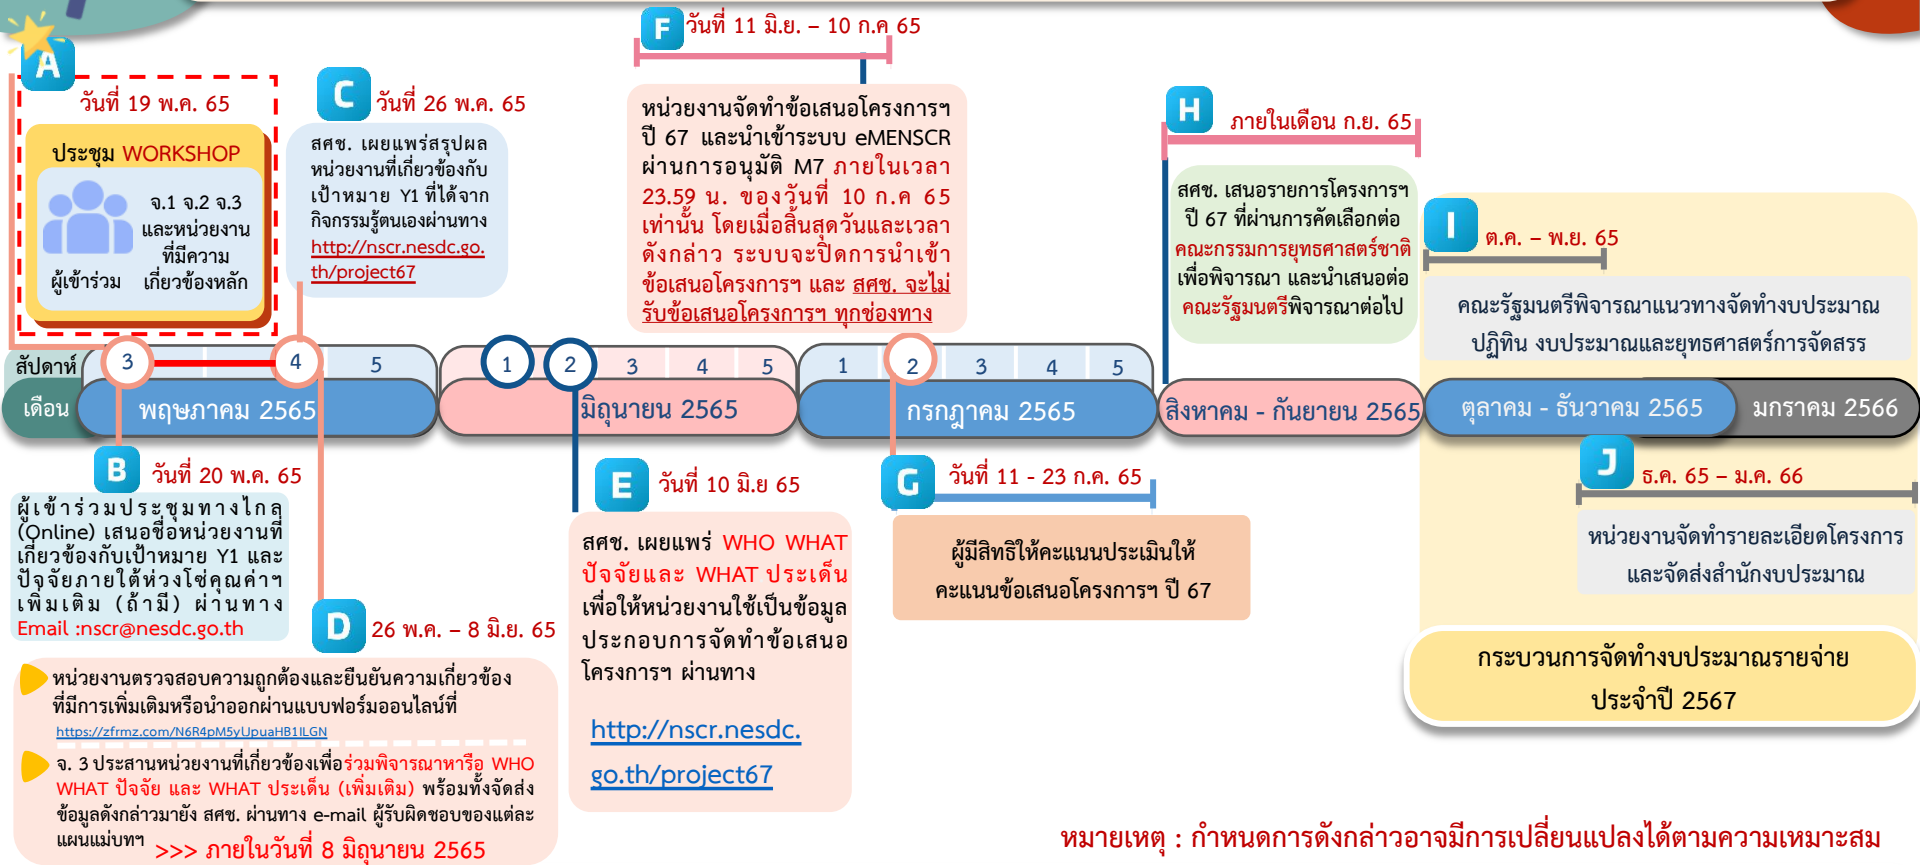 A
วันที่ 19 พ.ค. 65
ประชุม WORKSHOP
ผู้เข้าร่วม
จ.1 จ.2 จ.3
และหน่วยงาน
ที่มีความ
เกี่ยวข้องหลัก
C
วันที่ 26 พ.ค. 65
สศช. เผยแพร่สรุปผล
หน่วยงานที่เกี่ยวข้องกับ
เป้าหมาย Y1 ที่ได้จาก
กิจกรรมรู้ตนเองผ่านทาง
http://nscr.nesdc.go.
th/project67
F
วันที่ 11 มิ.ย. – 10 ก.ค 65
หน่วยงานจัดทำข้อเสนอโครงการฯ
ปี 67 และนำเข้าระบบ eMENSCR
ผ่านการอนุมัติ M7 ภายในเวลา
23.59 น. ของวันที่ 10 ก.ค 65
เท่านั้น โดยเมื่อสิ้นสุดวันและเวลา
ดังกล่าว ระบบจะปิดการนำเข้า
ข้อเสนอโครงการฯ และ สศช. จะไม่
รับข้อเสนอโครงการฯ ทุกช่องทาง
H
ภายในเดือน ก.ย. 65
สศช. เสนอรายการโครงการฯ
ปี 67 ที่ผ่านการคัดเลือกต่อ
คณะกรรมการยุทธศาสตร์ชาติ
เพื่อพิจารณา และนำเสนอต่อ
คณะรัฐมนตรีพิจารณาต่อไป
I
ต.ค. – พ.ย. 65
คณะรัฐมนตรีพิจารณาแนวทางจัดทำงบประมาณ
ปฏิทิน งบประมาณและยุทธศาสตร์การจัดสรร
สัปดาห์ 3 4 5 1 2 3 4 5 1 2 3 4 5
เดือน พฤษภาคม 2565 มิถุนายน 2565 กรกฎาคม 2565 สิงหาคม - กันยายน 2565 ตุลาคม - ธันวาคม 2565 มกราคม 2566
B
วันที่ 20 พ.ค. 65
ผู้เข้าร่วมประชุมทางไกล
(Online) เสนอชื่อหน่วยงานที่
เกี่ยวข้องกับเป้าหมาย Y1 และ
ปัจจัยภายใต้ห่วงโซ่คุณค่าฯ
เพิ่มเติม (ถ้ามี) ผ่านทาง
Email :nscr@nesdc.go.th
D
26 พ.ค. – 8 มิ.ย. 65
หน่วยงานตรวจสอบความถูกต้องและยืนยันความเกี่ยวข้อง
ที่มีการเพิ่มเติมหรือนำออกผ่านแบบฟอร์มออนไลน์ที่
https://zfrmz.com/N6R4pM5yUpuaHB1ILGN
จ. 3 ประสานหน่วยงานที่เกี่ยวข้องเพื่อร่วมพิจารณาหารือ WHO
WHAT ปัจจัย และ WHAT ประเด็น (เพิ่มเติม) พร้อมทั้งจัดส่ง
ข้อมูลดังกล่าวมายัง สศช. ผ่านทาง e-mail ผู้รับผิดชอบของแต่ละ
แผนแม่บทฯ >>> ภายในวันที่ 8 มิถุนายน 2565
E
วันที่ 10 มิ.ย 65
สศช. เผยแพร่ WHO WHAT
ปัจจัยและ WHAT ประเด็น
เพื่อให้หน่วยงานใช้เป็นข้อมูล
ประกอบการจัดทำข้อเสนอ
โครงการฯ ผ่านทาง
http://nscr.nesdc.
go.th/project67
G
วันที่ 11 - 23 ก.ค. 65
ผู้มีสิทธิให้คะแนนประเมินให้
คะแนนข้อเสนอโครงการฯ ปี 67
J
ธ.ค. 65 – ม.ค. 66
หน่วยงานจัดทำรายละเอียดโครงการ
และจัดส่งสำนักงบประมาณ
กระบวนการจัดทำงบประมาณรายจ่าย
ประจำปี 2567
หมายเหตุ : กำหนดการดังกล่าวอาจมีการเปลี่ยนแปลงได้ตามความเหมาะสม